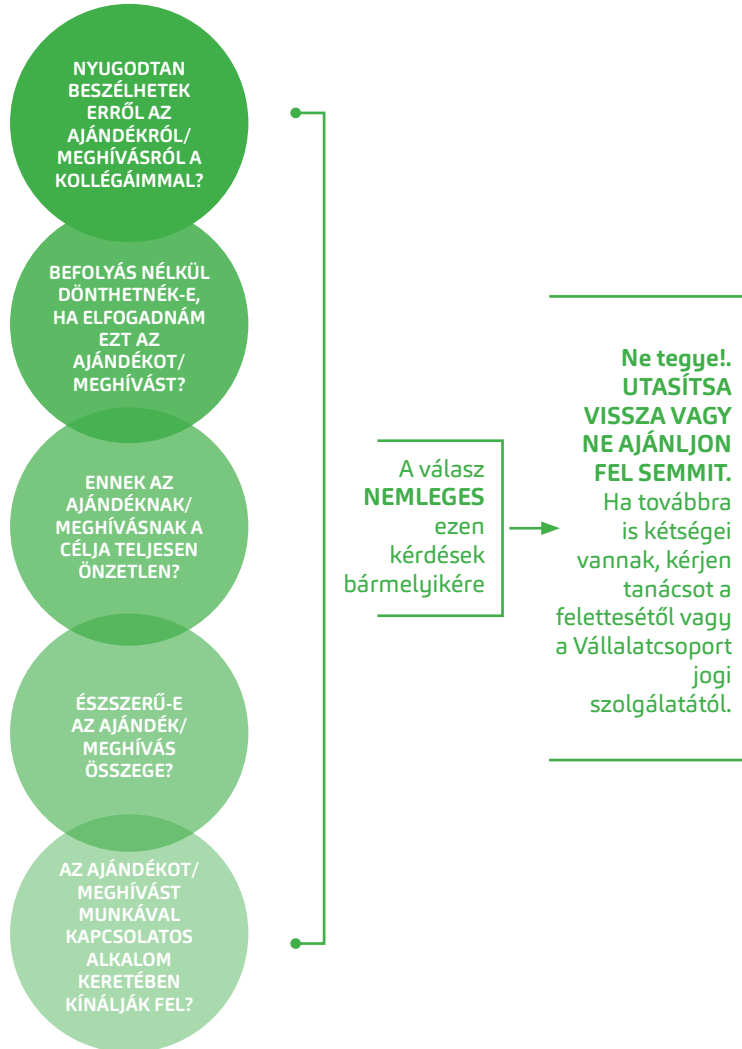 NYUGODTAN
BESZÉLHETEK
ERRŐL AZ
AJÁNDÉKRÓL/
MEGHÍVÁSRÓL A
KOLLÉGÁIMMAL?
BEFOLYÁS NÉLKÜL
DÖNTHETNÉK-E,
HA ELFOGADNÁM
EZT AZ
AJÁNDÉKOT/
MEGHÍVÁST?
ENNEK AZ
AJÁNDÉKNAK/
MEGHÍVÁSNAK A
CÉLJA TELJESEN
ÖNZETLEN?
ÉSZSZERŰ-E
AZ AJÁNDÉK/
MEGHÍVÁS
ÖSSZEGE?
AZ AJÁNDÉKOT/
MEGHÍVÁST
MUNKÁVAL
KAPCSOLATOS
ALKALOM
KERETÉBEN
KÍNÁLJÁK FEL?
A válasz
NEMLEGES
ezen
kérdések
bármelyikére
Ne tegye!.
UTASÍTSA
VISSZA VAGY
NE AJÁNLJON
FEL SEMMIT.
Ha továbbra
is kétségei
vannak, kérjen
tanácsot a
felettesétől vagy
a Vállalatcsoport
jogi
szolgálatától.